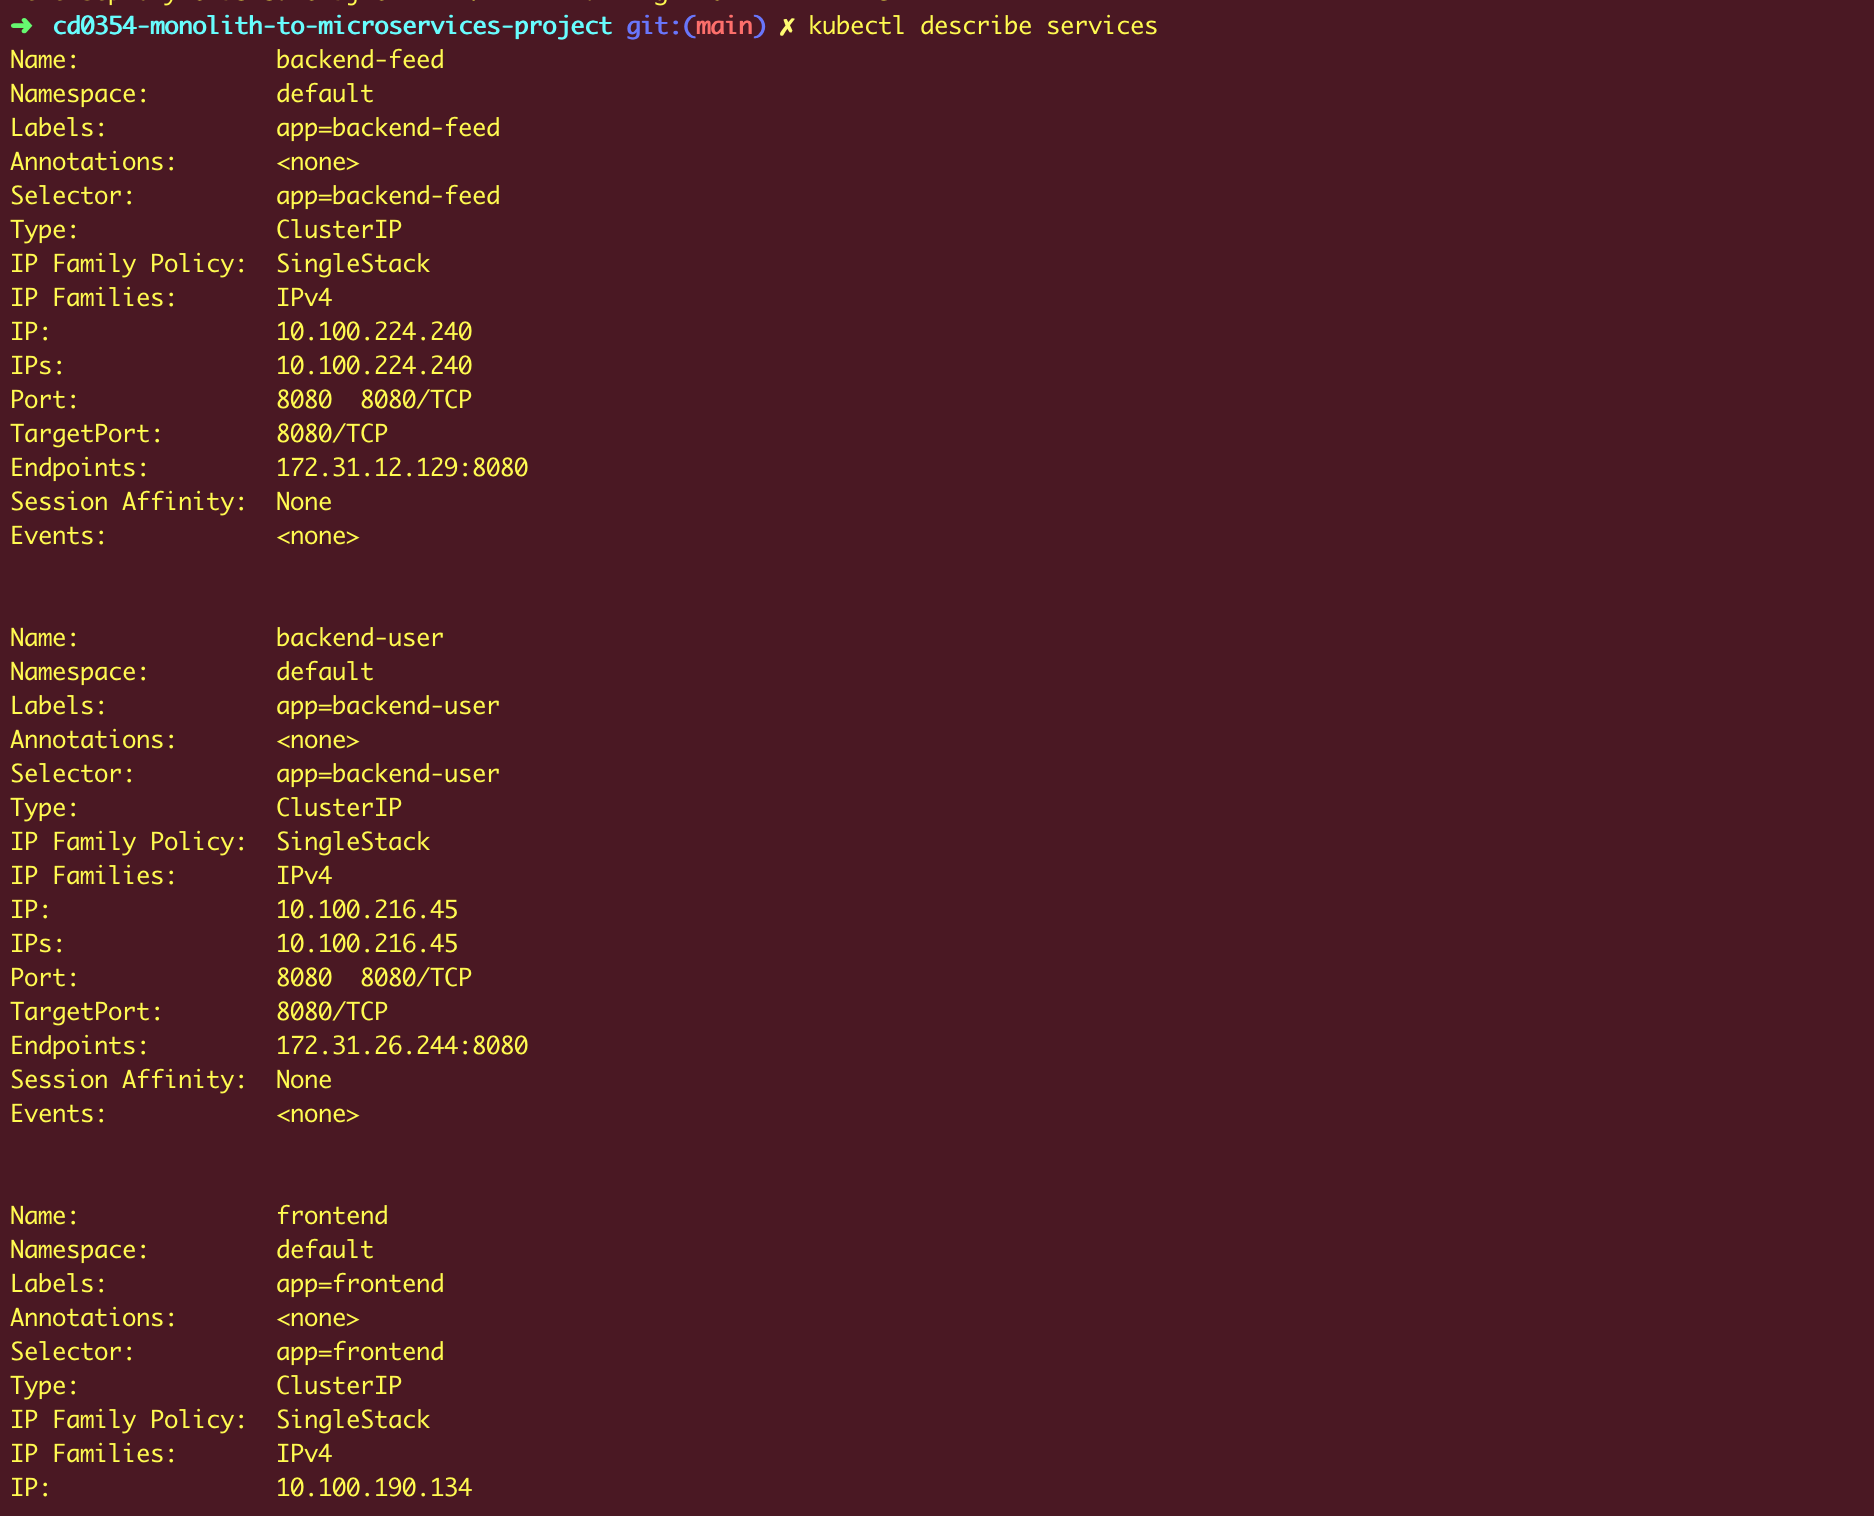 ➜  cd0354-monolith-to-microservices-project git:(main) ✗ kubectl describe services
Name:              backend-feed
Namespace:         default
Labels:            app=backend-feed
Annotations:       <none>
Selector:          app=backend-feed
Type:              ClusterIP
IP Family Policy:  SingleStack
IP Families:       IPv4
IP:                10.100.224.240
IPs:               10.100.224.240
Port:              8080  8080/TCP
TargetPort:        8080/TCP
Endpoints:         172.31.12.129:8080
Session Affinity:  None
Events:            <none>
Name:              backend-user
Namespace:         default
Labels:            app=backend-user
Annotations:       <none>
Selector:          app=backend-user
Type:              ClusterIP
IP Family Policy:  SingleStack
IP Families:       IPv4
IP:                10.100.216.45
IPs:               10.100.216.45
Port:              8080  8080/TCP
TargetPort:        8080/TCP
Endpoints:         172.31.26.244:8080
Session Affinity:  None
Events:            <none>
Name:              frontend
Namespace:         default
Labels:            app=frontend
Annotations:       <none>
Selector:          app=frontend
Type:              ClusterIP
IP Family Policy:  SingleStack
IP Families:       IPv4
IP:                10.100.190.134